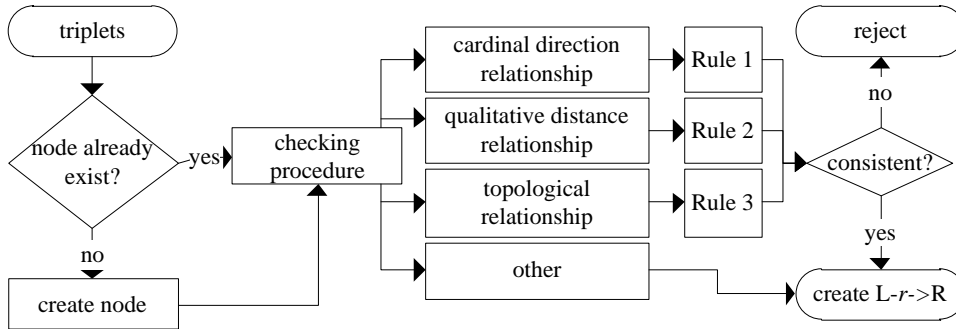 triplets
node already
exist?
yes
no
create node
checking
procedure
cardinal direction
relationship
qualitative distance
relationship
topological
relationship
other
Rule 1
Rule 2
Rule 3
reject
no
consistent?
yes
create L-r->R